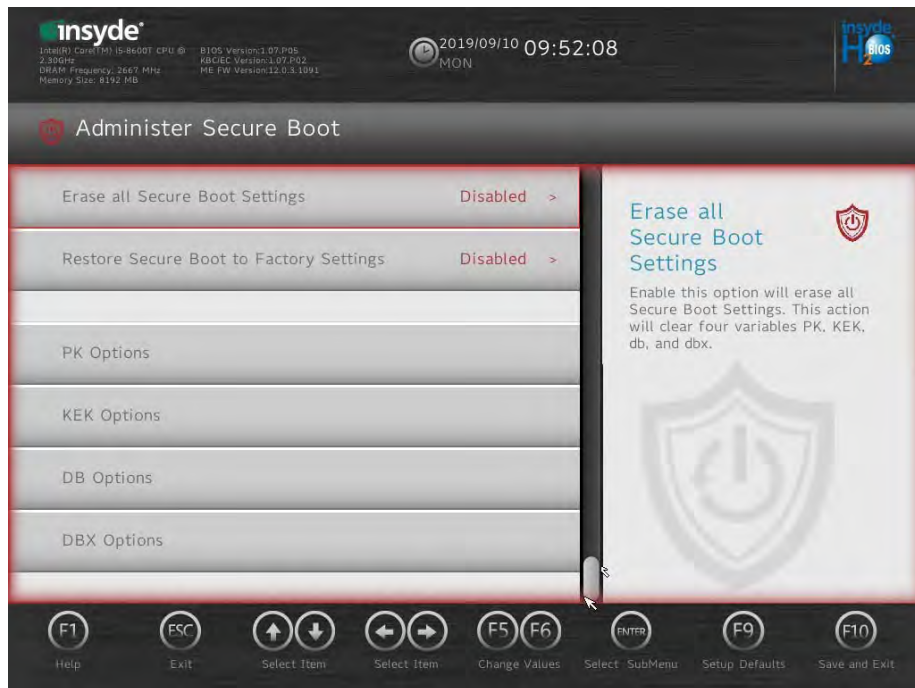 insyde®
Intel(R) Core(TM) i5-8600T CPU @
2.30GHz
DRAM Frequency: 2667 MHz
Memory Size: 8192 MB
BIOS Version:1.07.P05
KBC/EC Version:1.07.P02
ME FW Version:12.0.3.1091
2019/09/10 09:52:08
MON
insyde
H2O BIOS
Administer Secure Boot
Erase all Secure Boot Settings Disabled >
Restore Secure Boot to Factory Settings Disabled >
PK Options
KEK Options
DB Options
DBX Options
Erase all
Secure Boot
Settings
Enable this option will erase all
Secure Boot Settings. This action
will clear four variables PK, KEK,
db, and dbx.
F1 ESC F5 F6 ENTER F9 F10
Help Exit Select Item Select Item Change Values Select SubMenu Setup Defaults Save and Exit